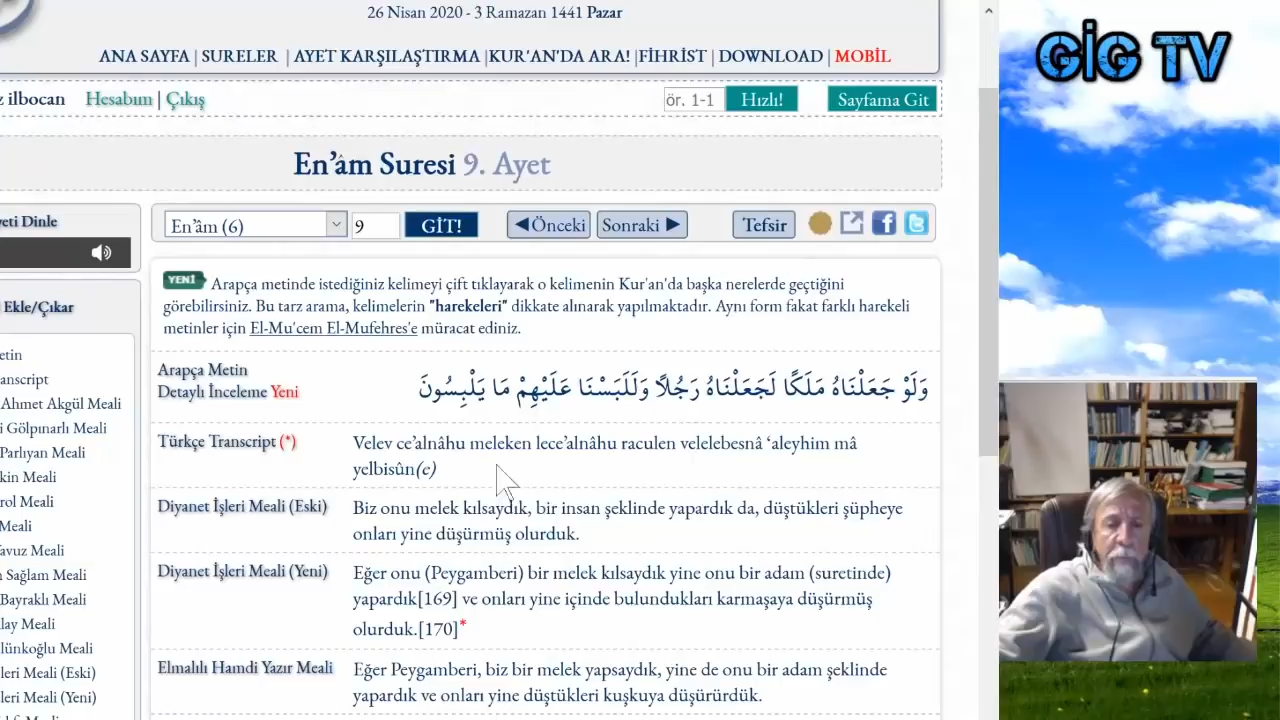 26 Nisan 2020 - 3 Ramazan 1441 Pazar
GİG TV
ANA SAYFA | SURELER | AYET KARŞILAŞTIRMA |KUR'AN'DA ARA! |FİHRİST | DOWNLOAD | MOBİL
z ilbocan Hesabım | Çıkış ör. 1-1 Hızlı! Sayfama Git
En'âm Suresi 9. Ayet
yeti Dinle
En'âm (6) 9 GİT! ◄Önceki Sonraki ► Tefsir
YENİ Arapça metinde istediğiniz kelimeyi çift tıklayarak o kelimenin Kur'an'da başka nerelerde geçtiğini
görebilirsiniz. Bu tarz arama, kelimelerin "harekeleri" dikkate alınarak yapılmaktadır. Aynı form fakat farklı harekeli
metinler için El-Mu'cem El-Mufehres'e müracat ediniz.
Ekle/Çıkar
etin
anscript
Ahmet Akgül Meali
i Gölpınarlı Meali
Parlıyan Meali
kin Meali
rol Meali
Meali
avuz Meali
n Sağlam Meali
Bayraklı Meali
lay Meali
lünkoğlu Meali
leri Meali (Eski)
leri Meali (Yeni)
Arapça Metin
Detaylı İnceleme Yeni
وَلَوْ جَعَلْنَاهُ مَلَكًا لَجَعَلْنَاهُ رَجُلًا وَلَلَبَسْنَا عَلَيْهِمْ مَا يَلْبِسُونَ
Türkçe Transcript (*)
Velev ce'alnâhu meleken lece'alnâhu raculen velelebesnâ 'aleyhim mâ
yelbisûn(e)
Diyanet İşleri Meali (Eski)
Biz onu melek kılsaydık, bir insan şeklinde yapardık da, düştükleri şüpheye
onları yine düşürmüş olurduk.
Diyanet İşleri Meali (Yeni)
Eğer onu (Peygamberi) bir melek kılsaydık yine onu bir adam (suretinde)
yapardık[169] ve onları yine içinde bulundukları karmaşaya düşürmüş
olurduk.[170]*
Elmalılı Hamdi Yazır Meali
Eğer Peygamberi, biz bir melek yapsaydık, yine de onu bir adam şeklinde
yapardık ve onları yine düştükleri kuşkuya düşürürdük.